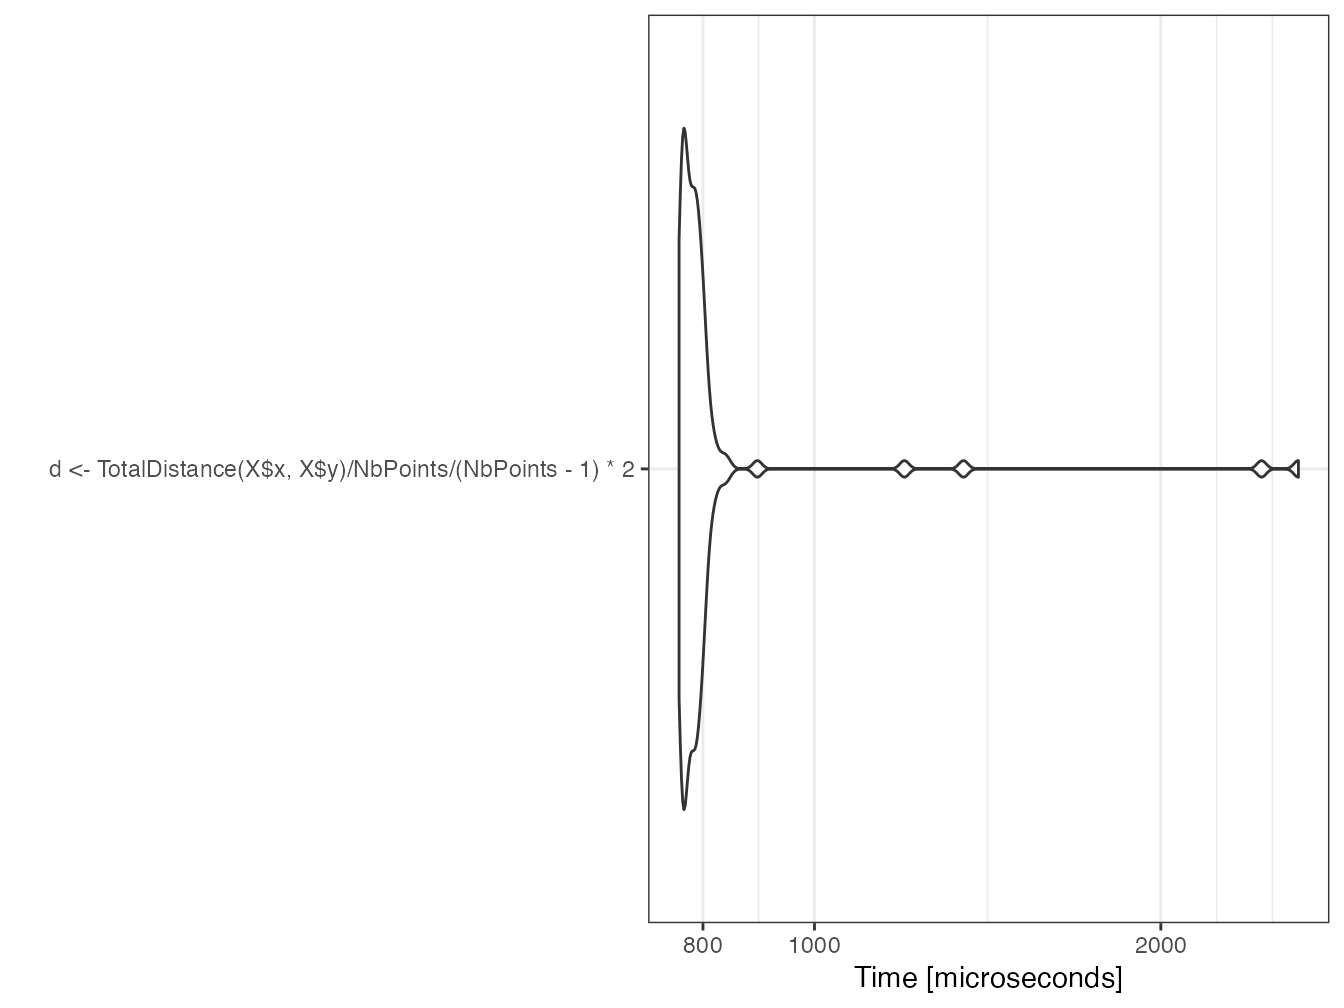 d <- TotalDistance(X$x, X$y)/NbPoints/(NbPoints - 1) * 2
800 1000 2000
Time [microseconds]